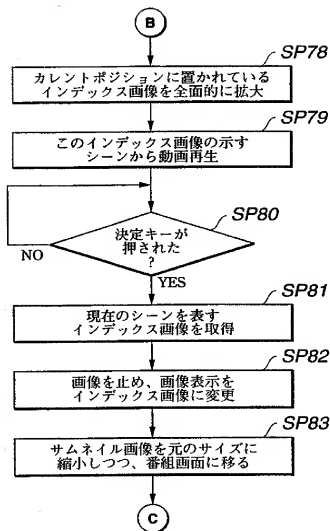 B
SP78
カレントポジションに置かれている
インデックス画像を全面的に拡大
SP79
このインデックス画像の示す
シーンから動画再生
SP80
決定キーが
押された
?
NO
YES
SP81
現在のシーンを表す
インデックス画像を取得
SP82
画像を止め、画像表示を
インデックス画像に変更
SP83
サムネイル画像を元のサイズに
縮小しつつ、番組画面に移る
C